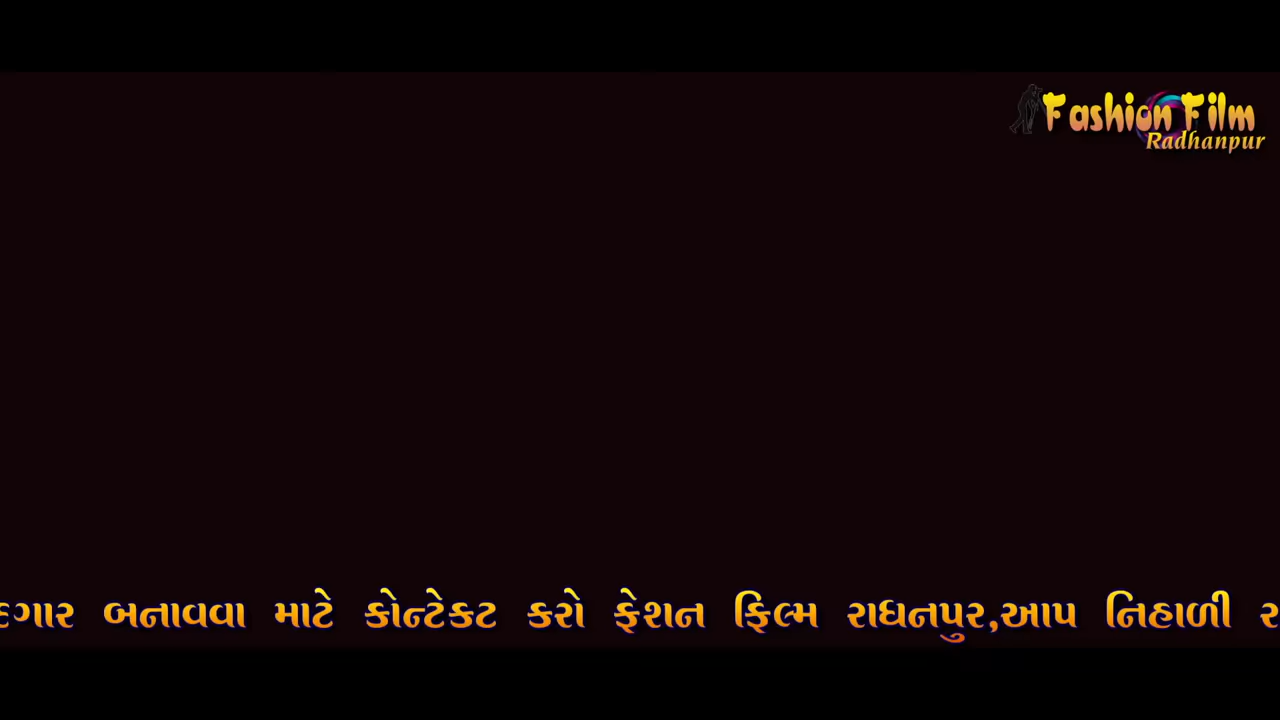 Fashion Film
Radhanpur
બનાવવા માટે કોન્ટેકટ કરો ફેશન ફિલ્મ રાધનપુર,આપ નિહાળી